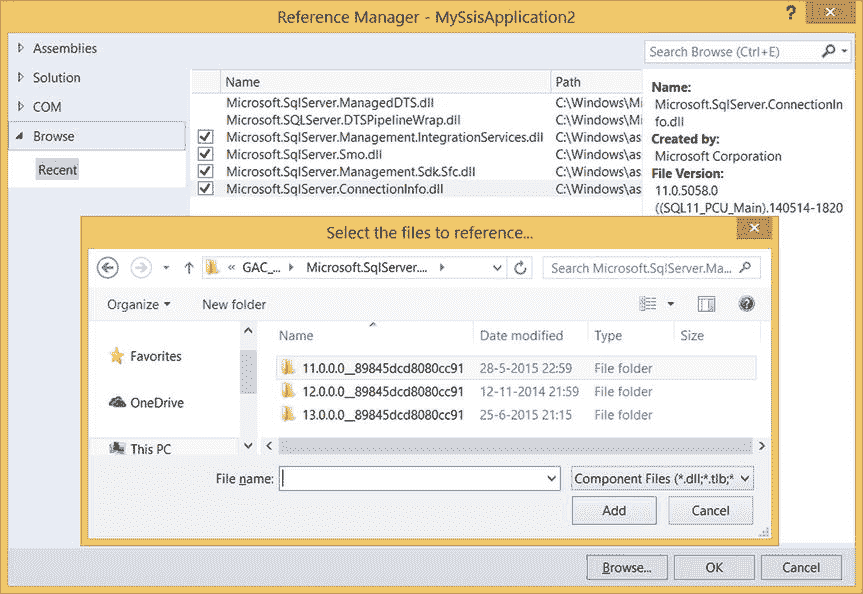 Reference Manager - MySsisApplication2
?
Assemblies
Solution
COM
Browse
Recent
Search Browse (Ctrl+E)
Name Path
Microsoft.SqlServer.ManagedDTS.dll C:\Windows\Mi
Microsoft.SQLServer.DTSPipelineWrap.dll C:\Windows\Mi
Microsoft.SqlServer.Management.IntegrationServices.dll C:\Windows\as
Microsoft.SqlServer.Smo.dll C:\Windows\as
Microsoft.SqlServer.Management.Sdk.Sfc.dll C:\Windows\as
Microsoft.SqlServer.ConnectionInfo.dll C:\Windows\as
Name:
Microsoft.SqlServer.ConnectionIn
fo.dll
Created by:
Microsoft Corporation
File Version:
11.0.5058.0
((SQL11_PCU_Main).140514-1820
Select the files to reference...
« GAC_... Microsoft.SqlServer....
Search Microsoft.SqlServer.Ma...
Organize New folder
Favorites
OneDrive
This PC
Name Date modified Type Size
11.0.0.0__89845dcd8080cc91 28-5-2015 22:59 File folder
12.0.0.0__89845dcd8080cc91 12-11-2014 21:59 File folder
13.0.0.0__89845dcd8080cc91 25-6-2015 21:15 File folder
File name:
Component Files (*.dll;*.tlb;*
Add Cancel
Browse... OK Cancel